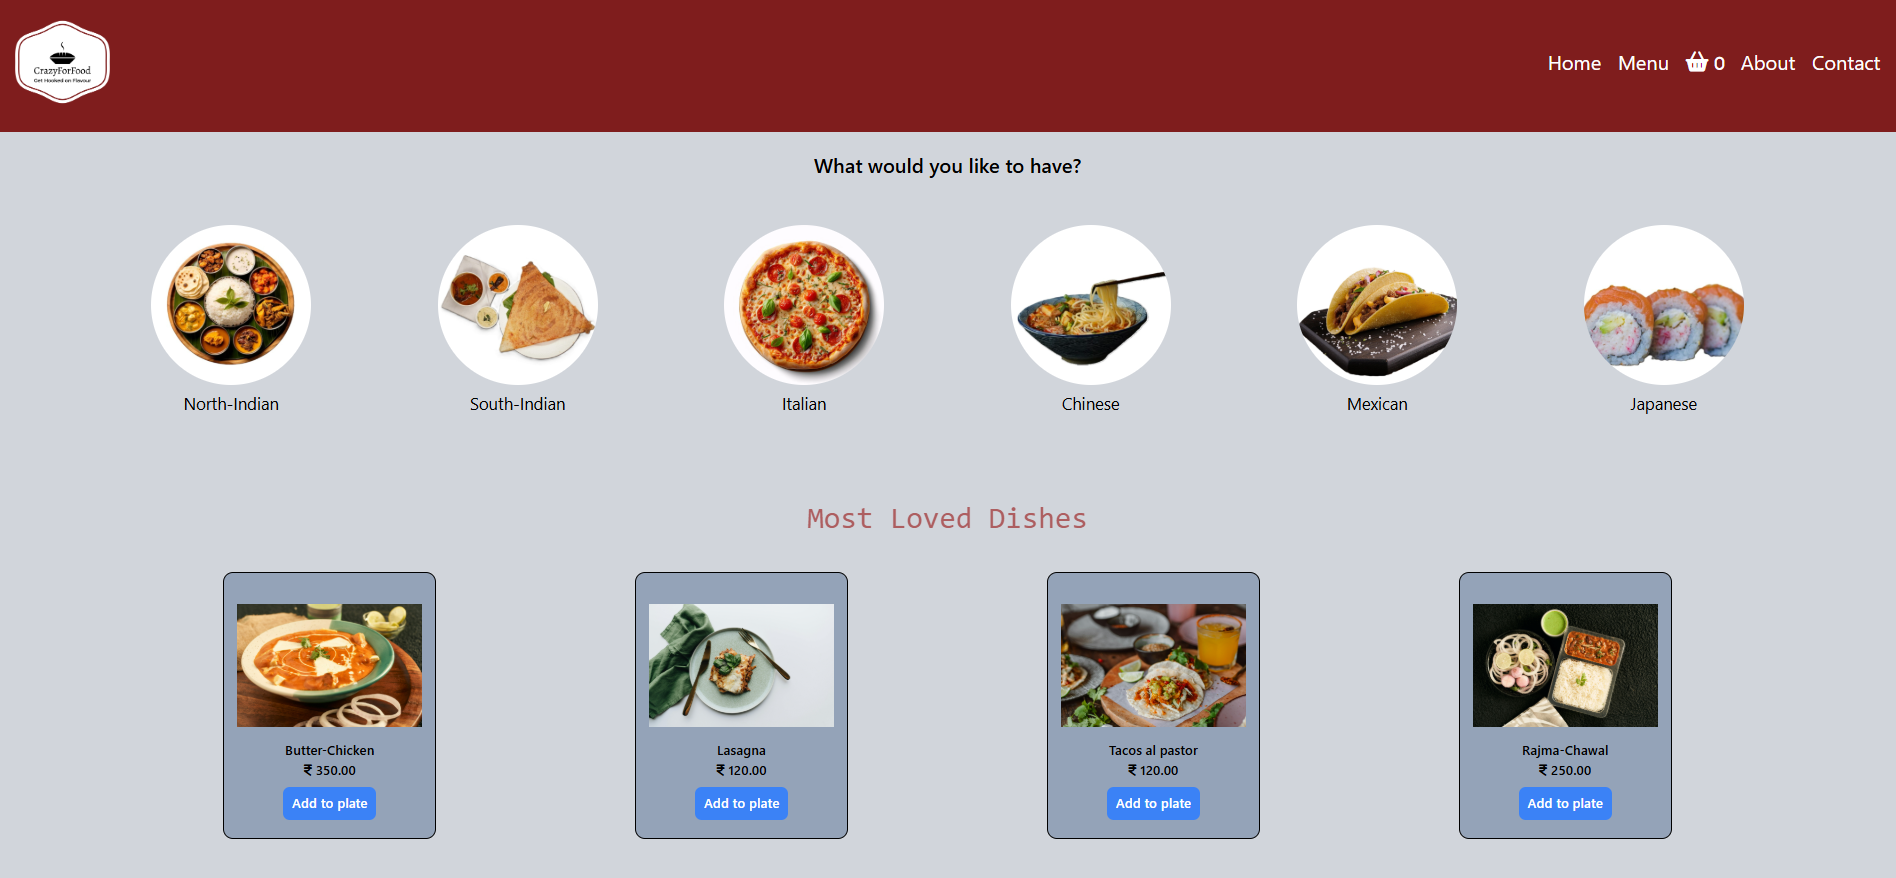 CrazyForFood
Get Hooked on Flavour
Home Menu 0 About Contact
What would you like to have?
North-Indian South-Indian Italian Chinese Mexican Japanese
Most Loved Dishes
Butter-Chicken Lasagna Tacos al pastor Rajma-Chawal
₹ 350.00 ₹ 120.00 ₹ 120.00 ₹ 250.00
Add to plate Add to plate Add to plate Add to plate